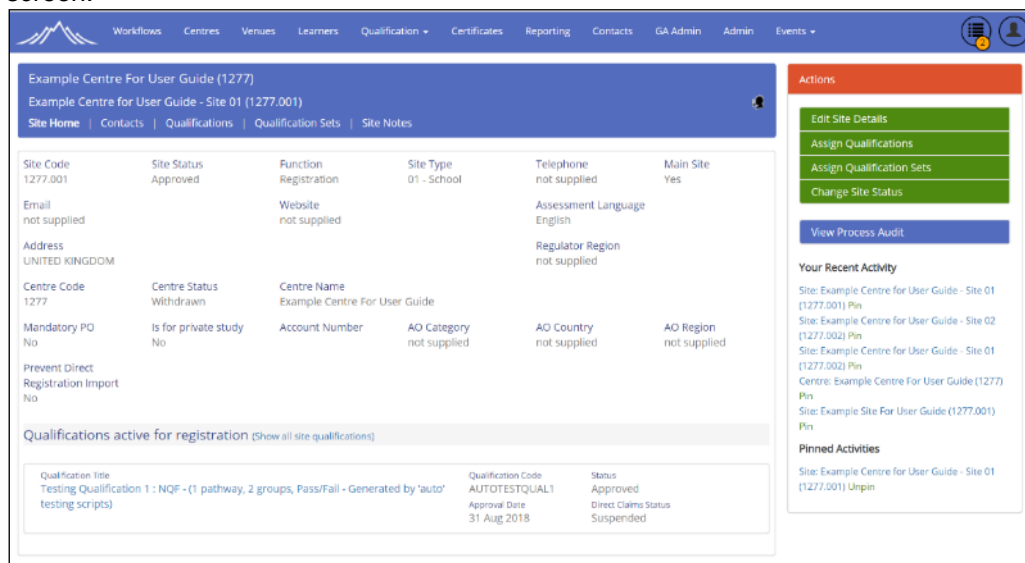 screen.
Workflows Centres Venues Learners Qualification Certificates Reporting Contacts GA Admin Admin Events
2
Example Centre For User Guide (1277)
Example Centre for User Guide - Site 01 (1277.001)
Site Home | Contacts | Qualifications | Qualification Sets | Site Notes
Site Code Site Status Function Site Type Telephone Main Site
1277.001 Approved Registration 01 - School not supplied Yes
Email Website Assessment Language
not supplied not supplied English
Address Regulator Region
UNITED KINGDOM not supplied
Centre Code Centre Status Centre Name
1277 Withdrawn Example Centre For User Guide
Mandatory PO Is for private study Account Number AO Category AO Country AO Region
No No not supplied not supplied not supplied
Prevent Direct
Registration Import
No
Qualifications active for registration (Show all site qualifications)
Qualification Title Qualification Code Status
Testing Qualification 1 : NQF - (1 pathway, 2 groups, Pass/Fail - Generated by 'auto' AUTOTESTQUAL1 Approved
testing scripts) Approval Date Direct Claims Status
31 Aug 2018 Suspended
Actions
Edit Site Details
Assign Qualifications
Assign Qualification Sets
Change Site Status
View Process Audit
Your Recent Activity
Site: Example Centre for User Guide - Site 01
(1277.001) Pin
Site: Example Centre for User Guide - Site 02
(1277.002) Pin
Site: Example Centre for User Guide - Site 01
(1277.002) Pin
Centre: Example Centre For User Guide (1277)
Pin
Site: Example Site For User Guide (1277.001)
Pin
Pinned Activities
Site: Example Centre for User Guide - Site 01
(1277.001) Unpin